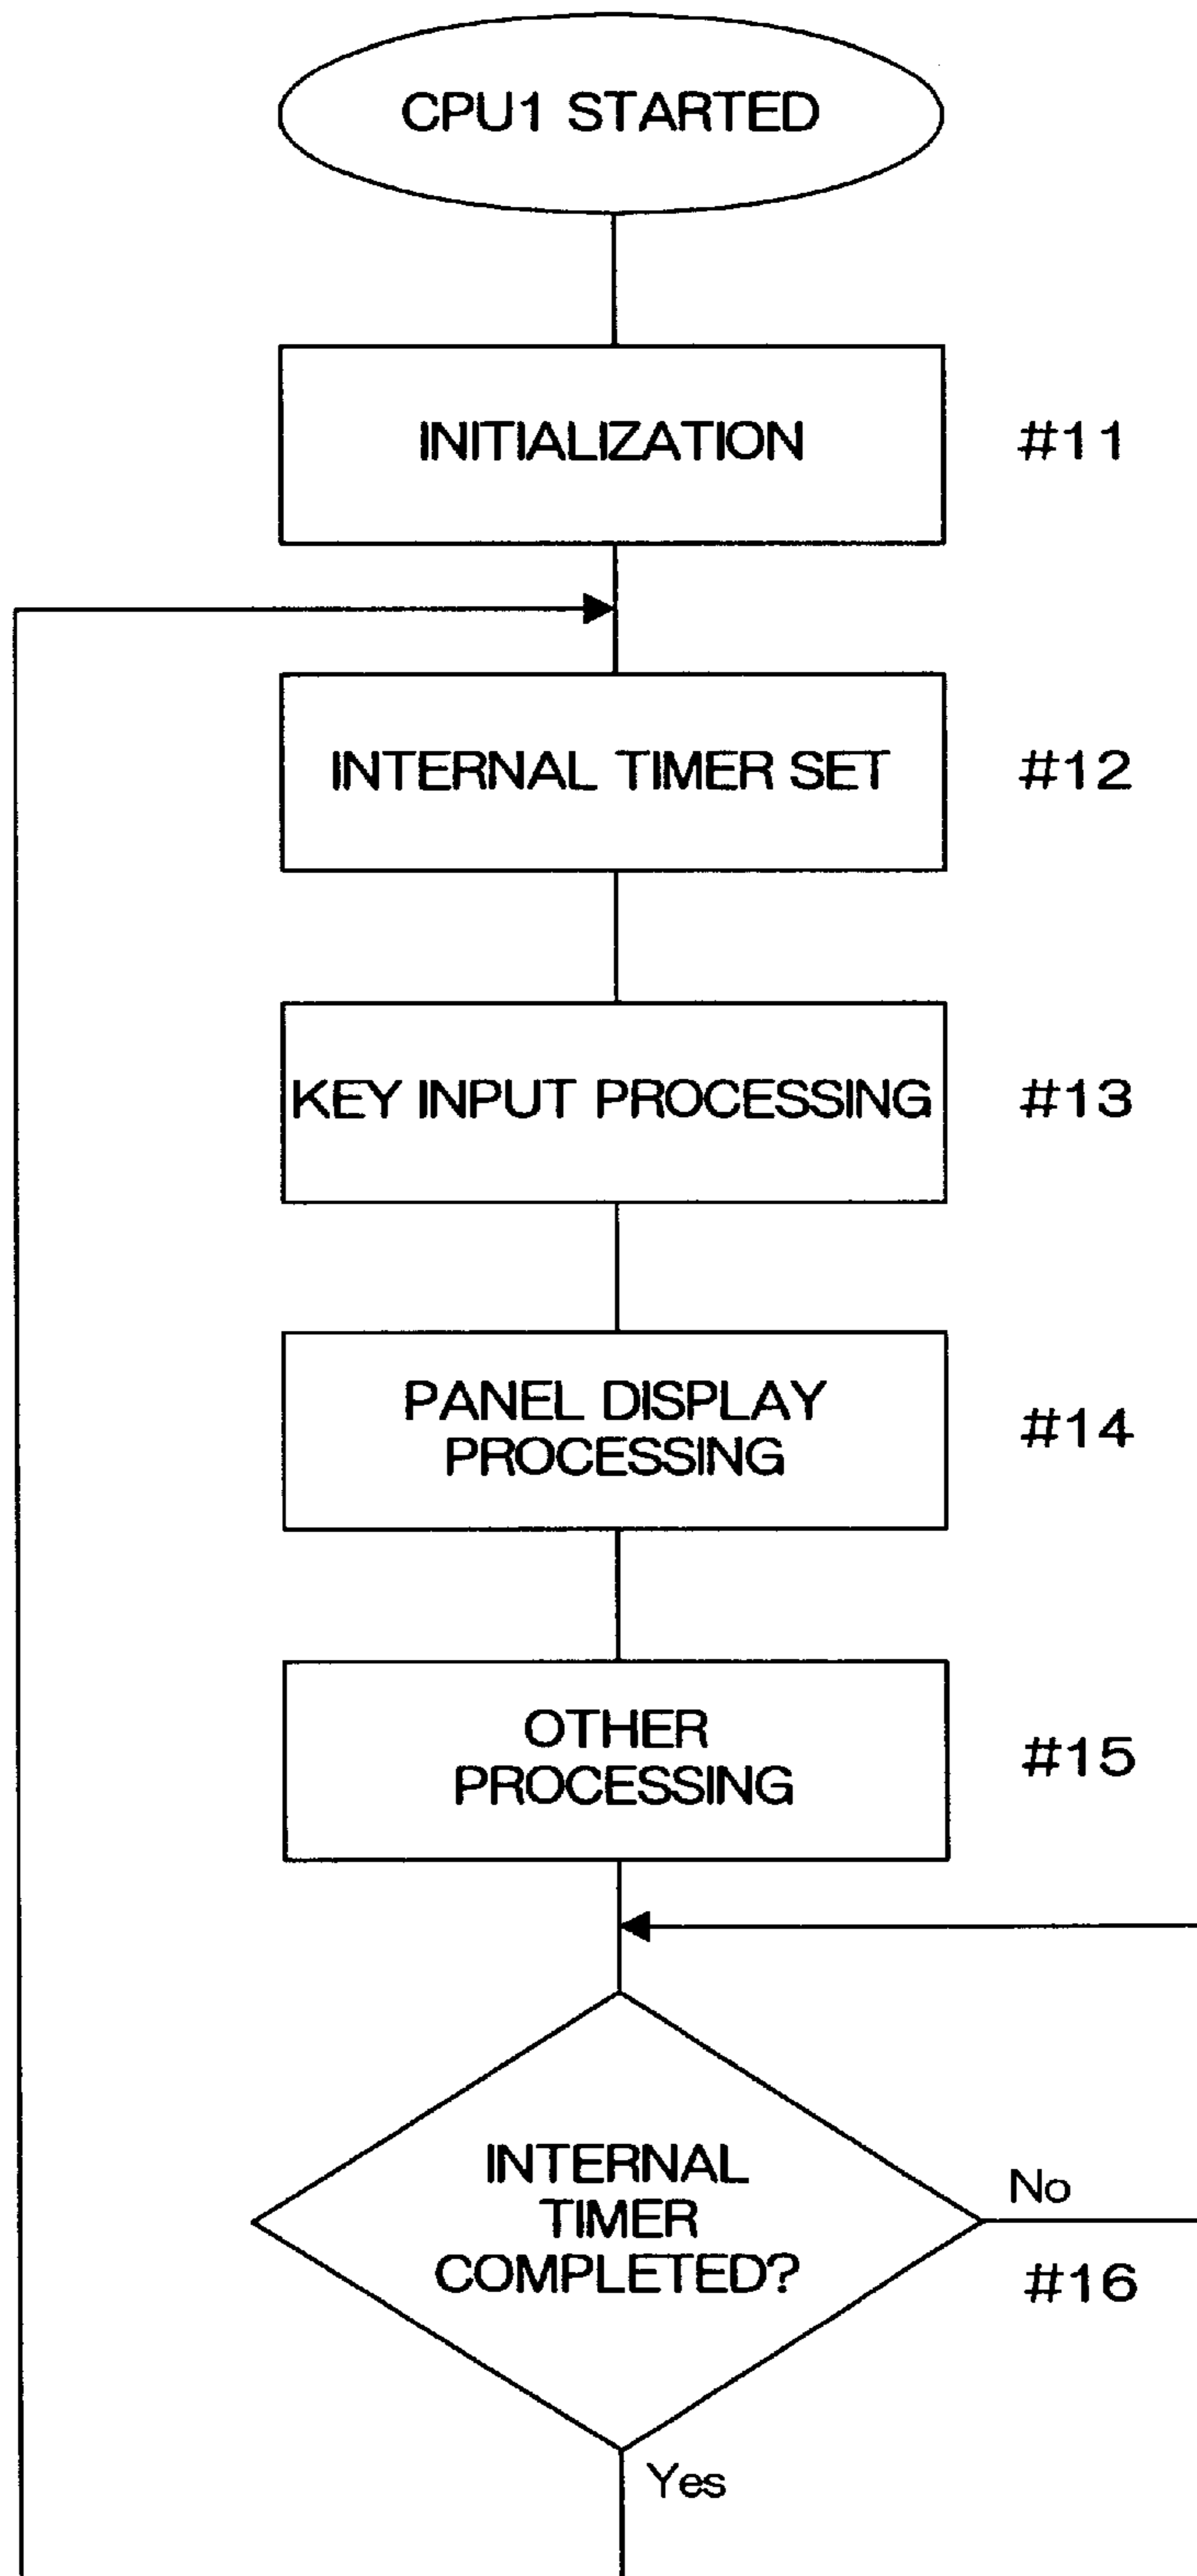 CPU1 STARTED
INITIALIZATION
#11
INTERNAL TIMER SET
#12
KEY INPUT PROCESSING
#13
PANEL DISPLAY
PROCESSING
#14
OTHER
PROCESSING
#15
INTERNAL
TIMER
COMPLETED?
No
#16
Yes